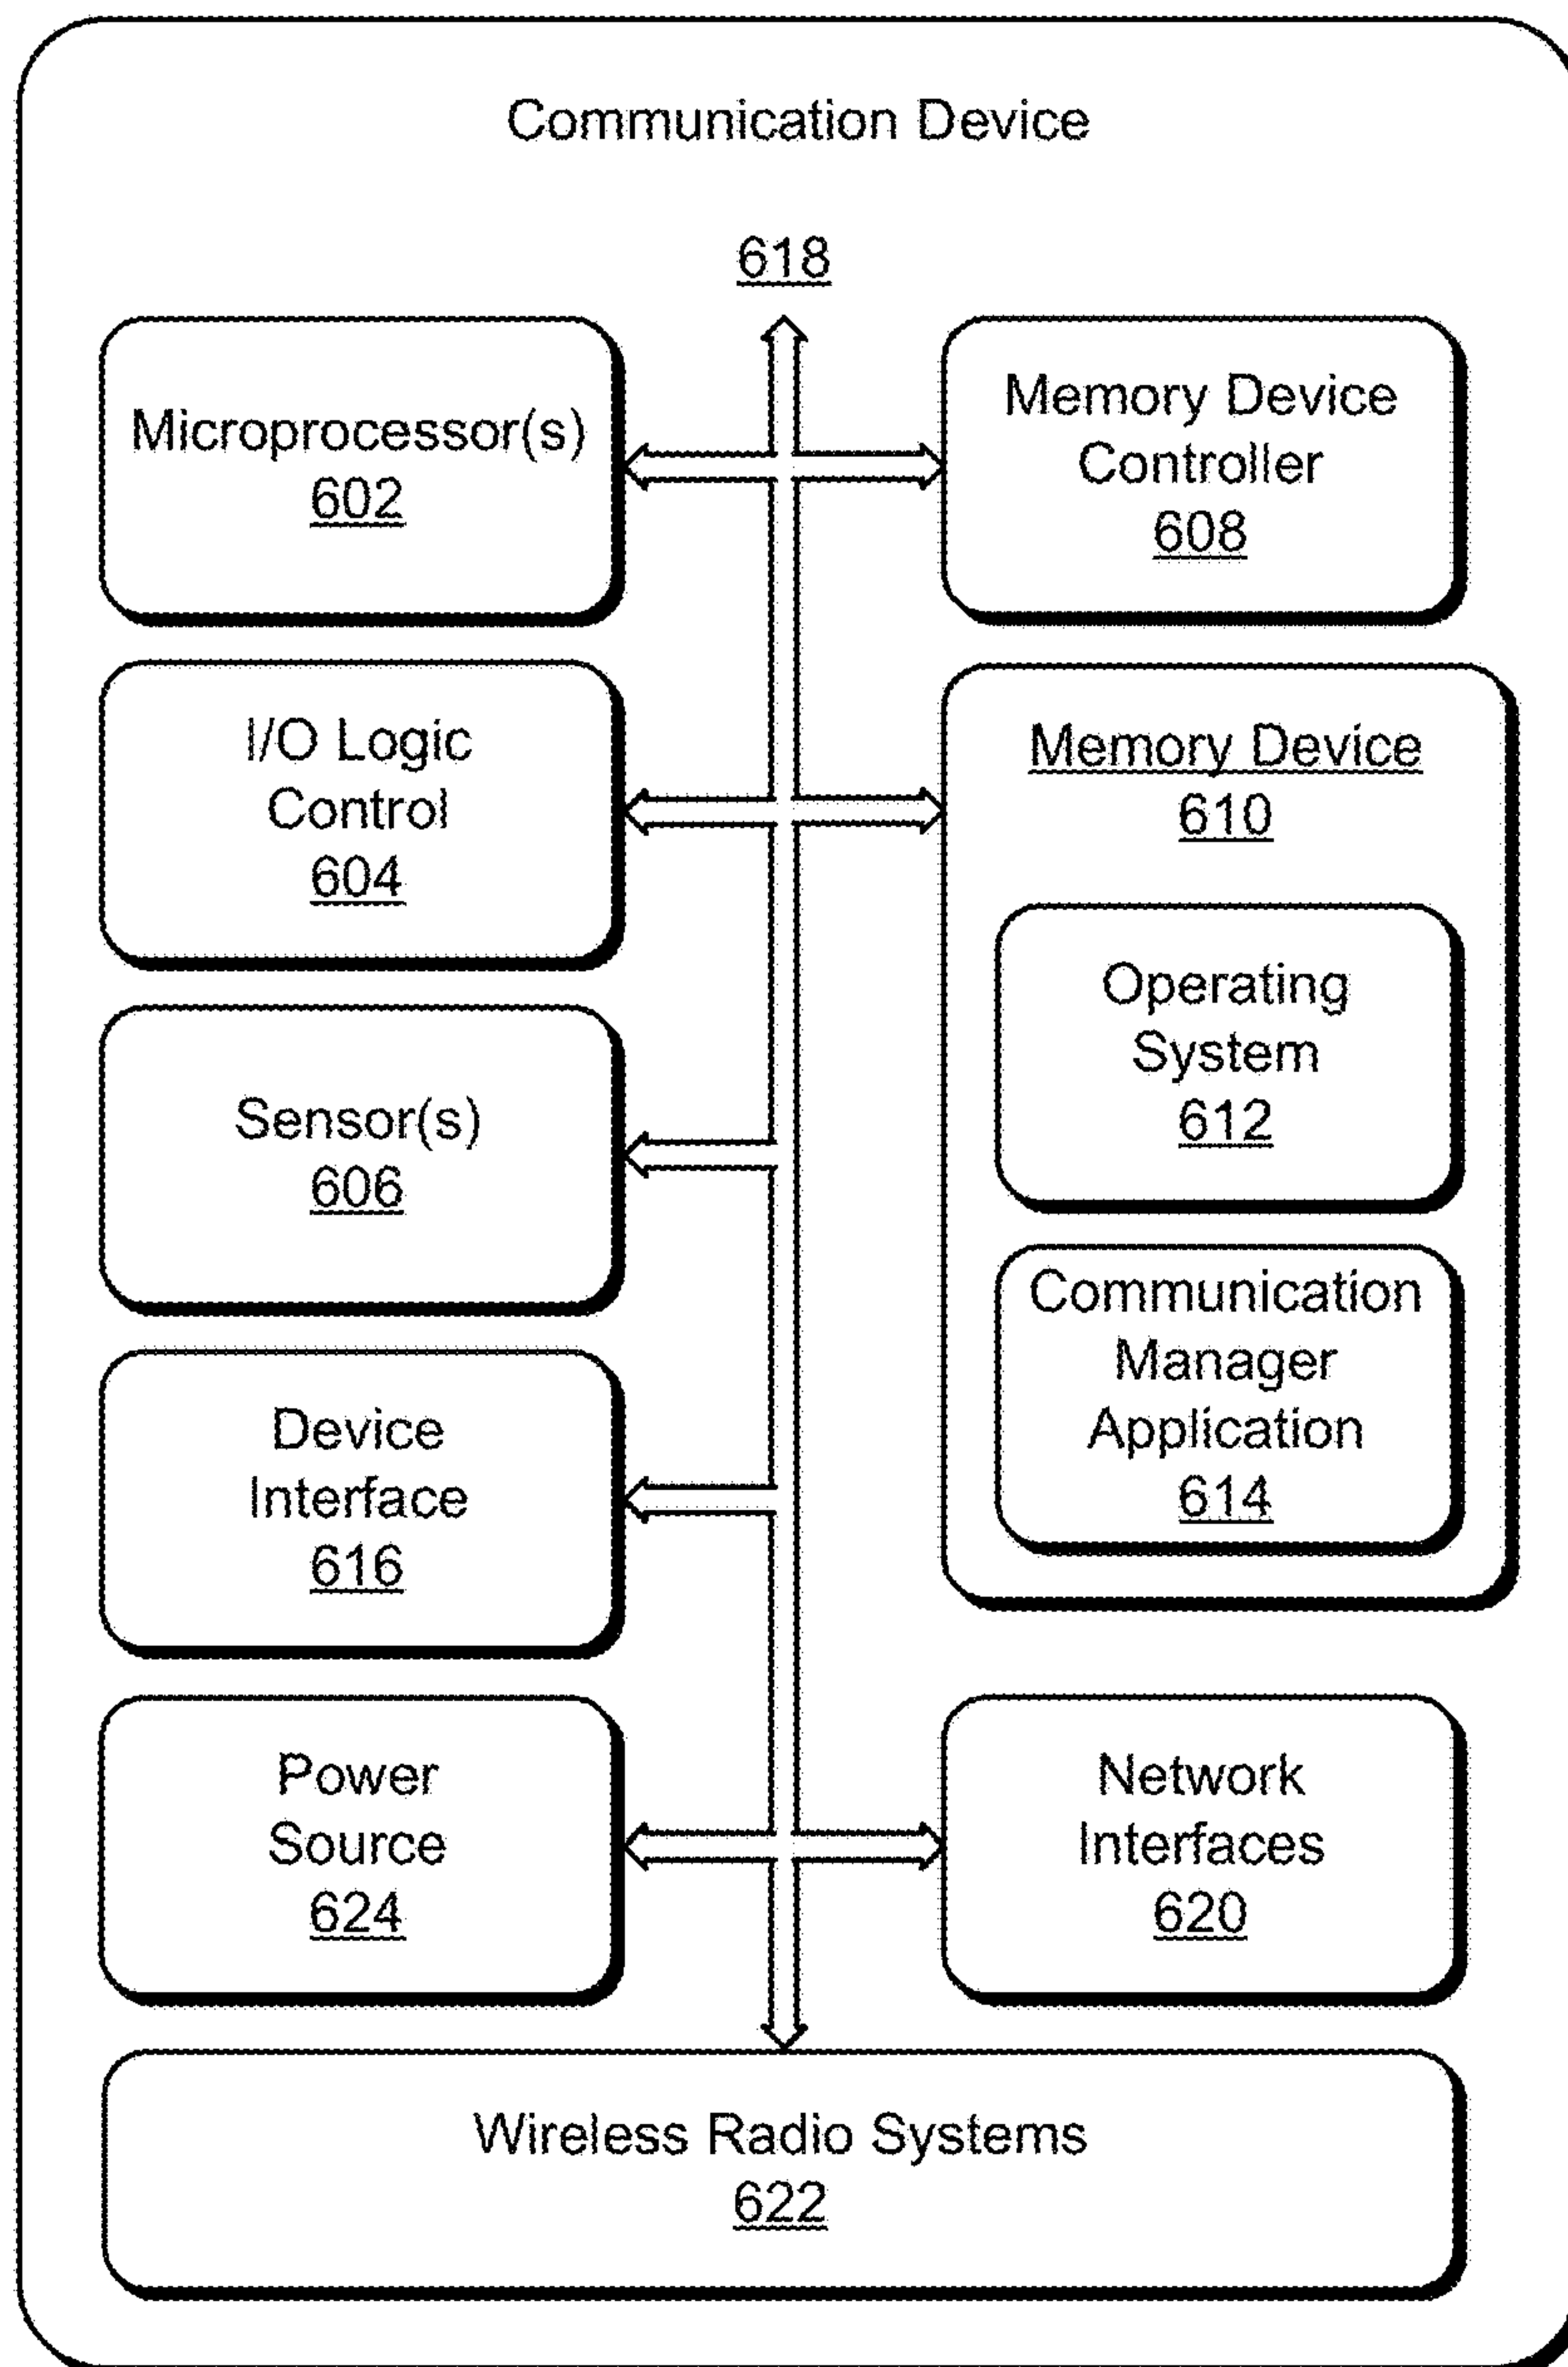 Communication Device
618
Microprocessor(s)
602
Memory Device
Controller
608
I/O Logic
Control
604
Memory Device
610
Operating
System
612
Sensor(s)
606
Communication
Manager
Application
614
Device
Interface
616
Power
Source
624
Network
Interfaces
620
Wireless Radio Systems
622